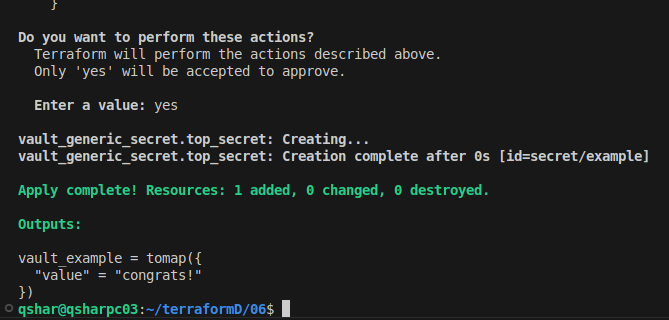 }
Do you want to perform these actions?
Terraform will perform the actions described above.
Only 'yes' will be accepted to approve.
Enter a value: yes
vault_generic_secret.top_secret: Creating...
vault_generic_secret.top_secret: Creation complete after 0s [id=secret/example]
Apply complete! Resources: 1 added, 0 changed, 0 destroyed.
Outputs:
vault_example = tomap({
"value" = "congrats!"
})
qshar@qsharpc03:~/terraformD/06$